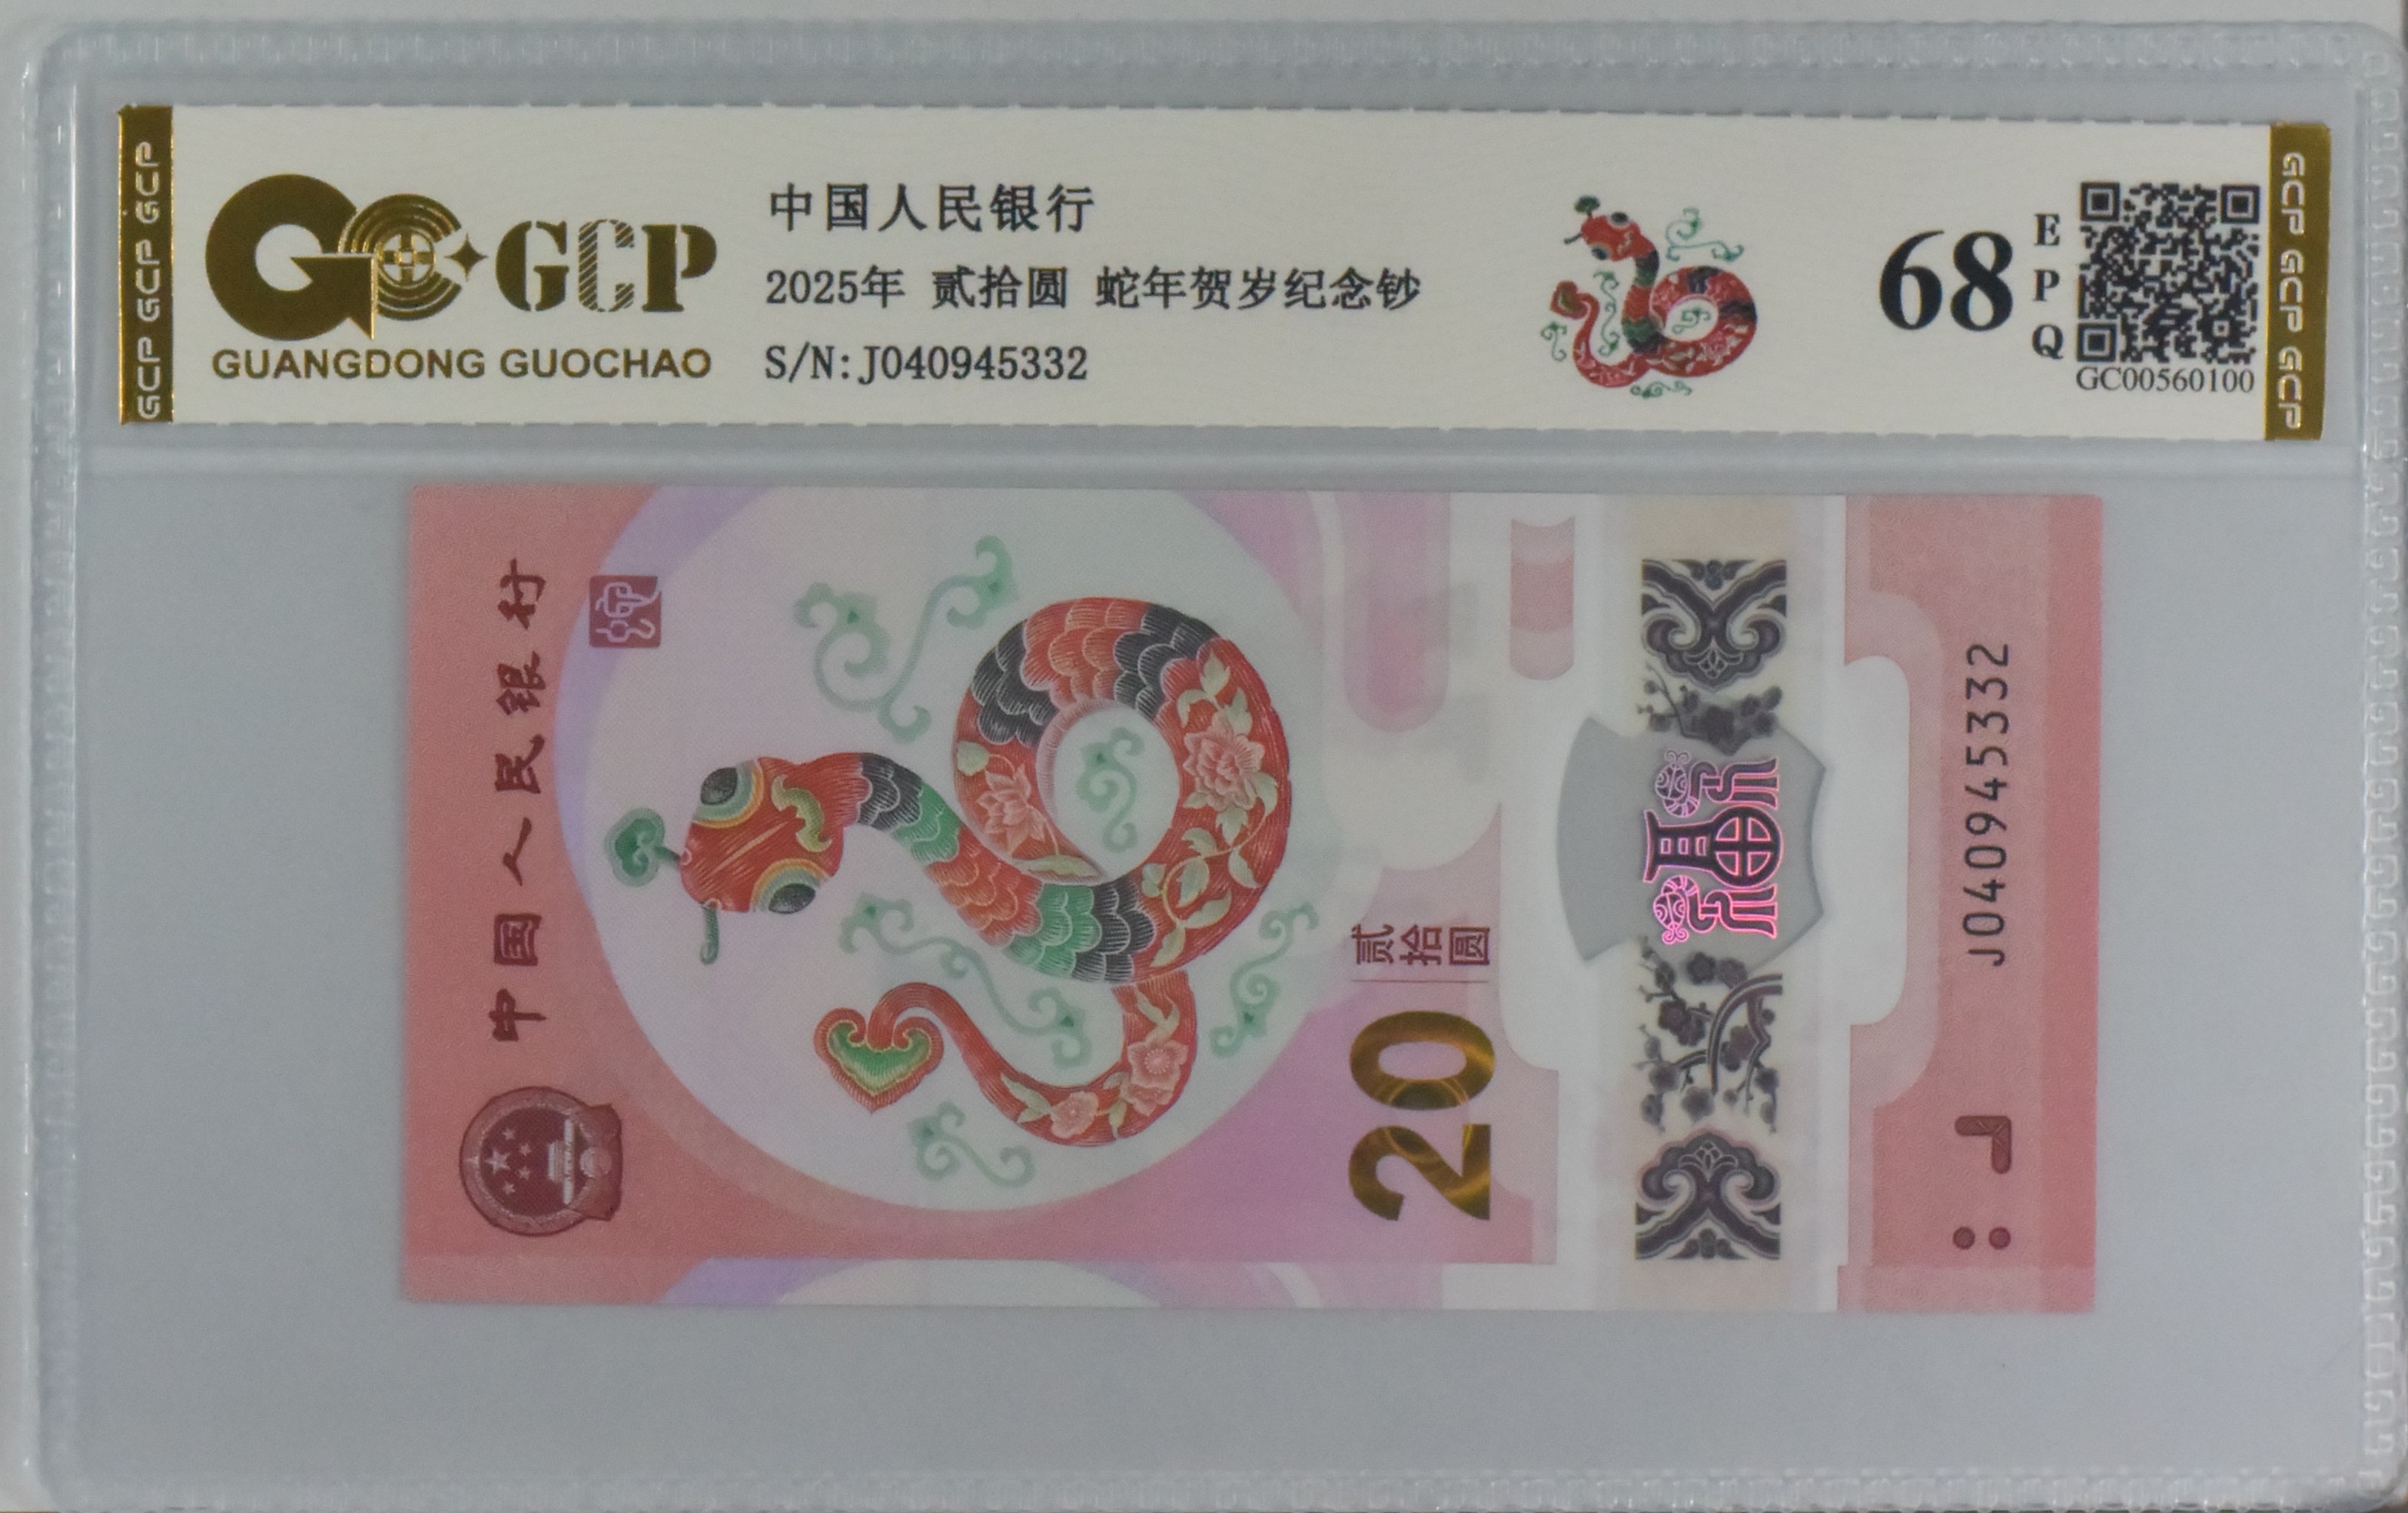 GCP GCP GCP
GCP
GUANGDONG GUOCHAO
中国人民银行
2025年 贰拾圆 蛇年贺岁纪念钞
S/N:J040945332
68
EPQ
GC00560100
GCP GCP GCP
中国人民银行
贰拾圆
20
福
J040945332